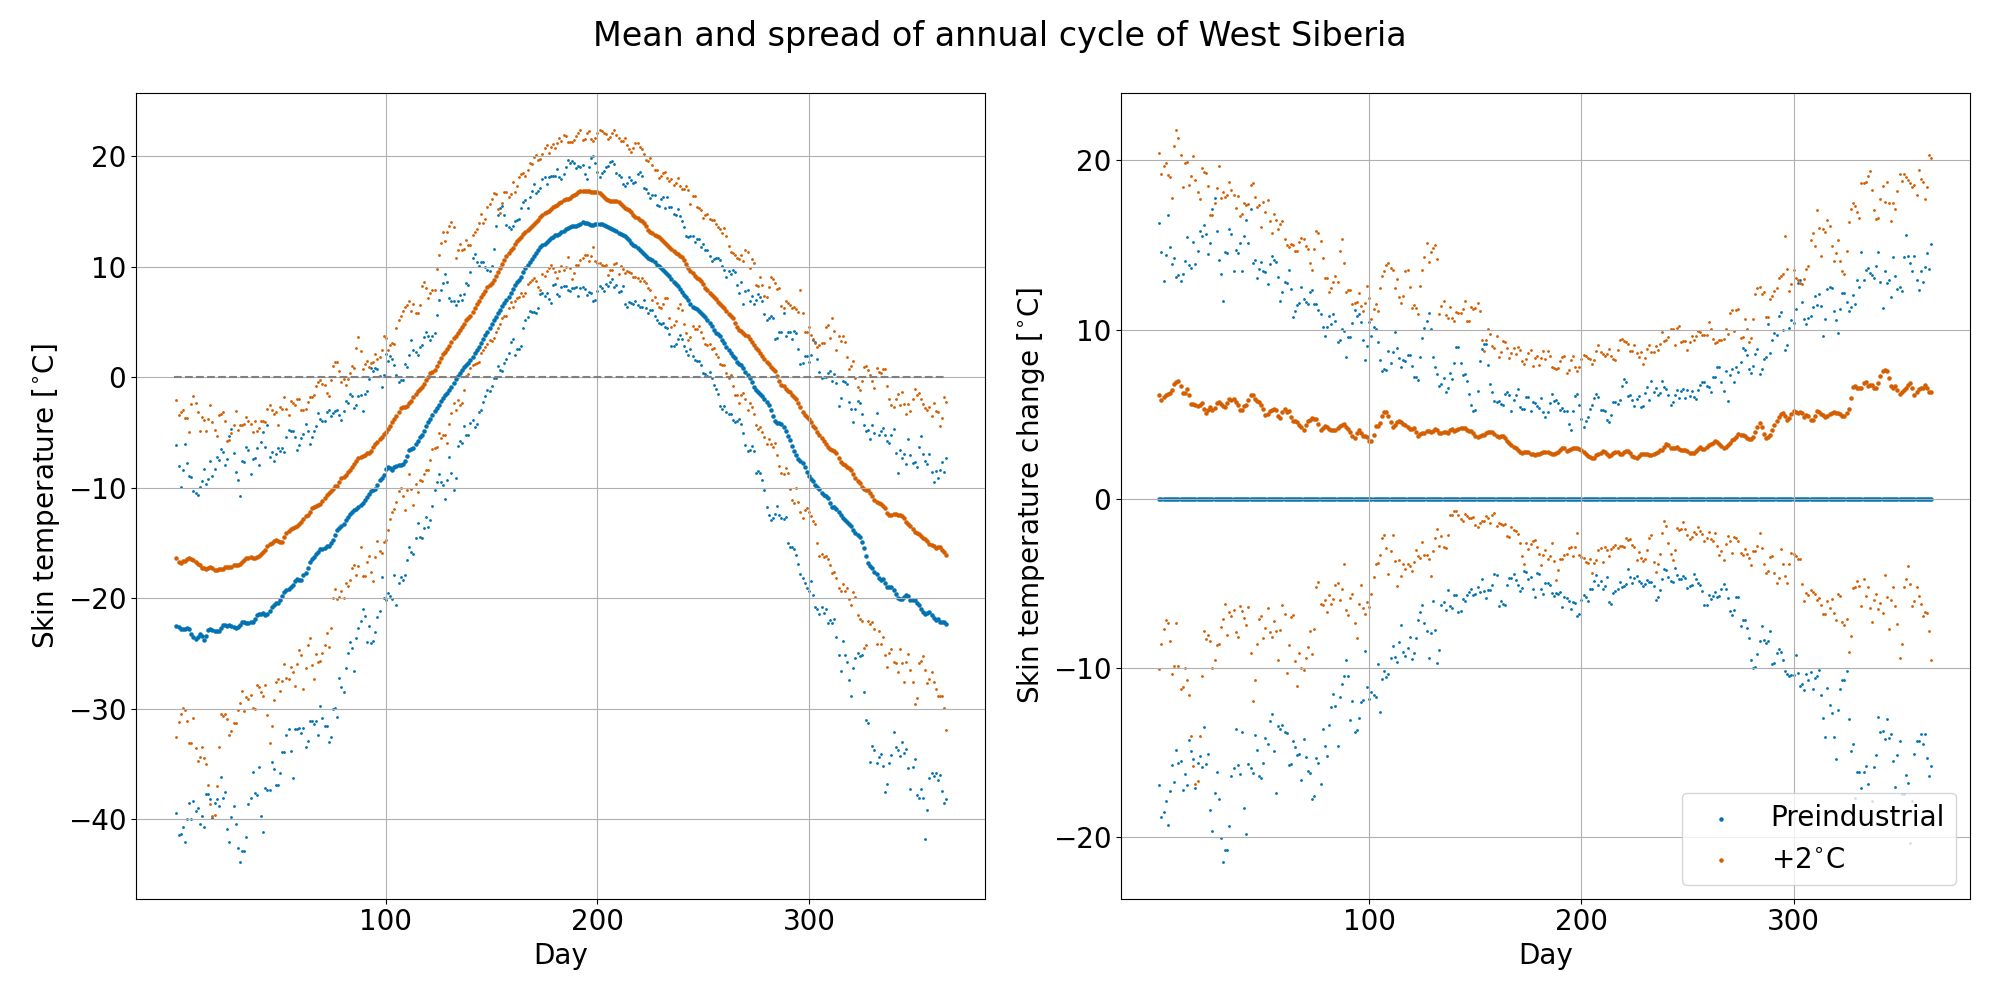 Mean and spread of annual cycle of West Siberia
Skin temperature [°C]
20
10
0
−10
−20
−30
−40
100
200
300
Day
Skin temperature change [°C]
20
10
0
−10
−20
100
200
300
Day
Preindustrial
+2°C